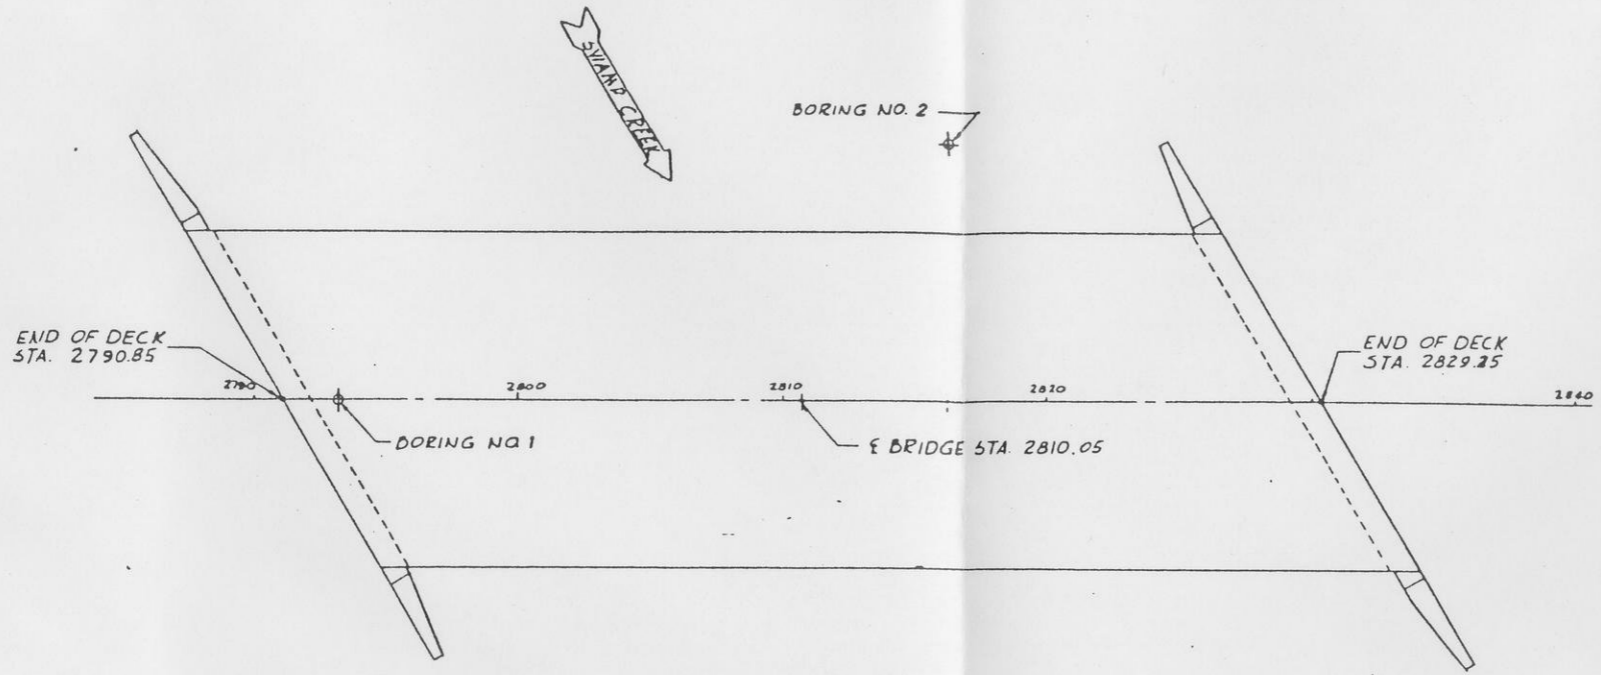 SWAMP CREEK
BORING NO. 2
END OF DECK
STA. 2790.85
END OF DECK
STA. 2829.25
2790
2800
2810
2820
2840
BORING NO. 1
℄ BRIDGE STA. 2810.05